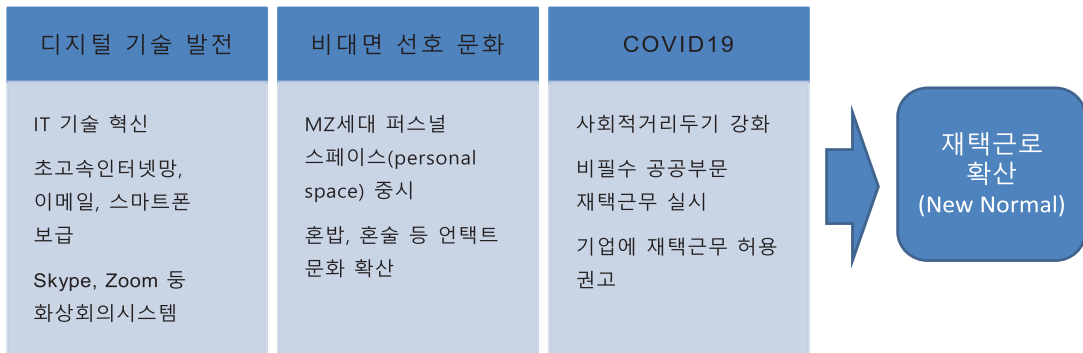 디지털 기술 발전
IT 기술 혁신
초고속인터넷망,
이메일, 스마트폰
보급
Skype, Zoom 둥
화상회의시스템
비대면 선호 문화
MZ세대 퍼스널
스페이스(personal
space) 중시
혼밥, 혼술 등 언택트
문화 확산
COVID19
사회적거리두기 강화
비필수 공공부문
재택근무 실시
기업에 재택근무 허용
권고
재택근로
확산
(New Normal)